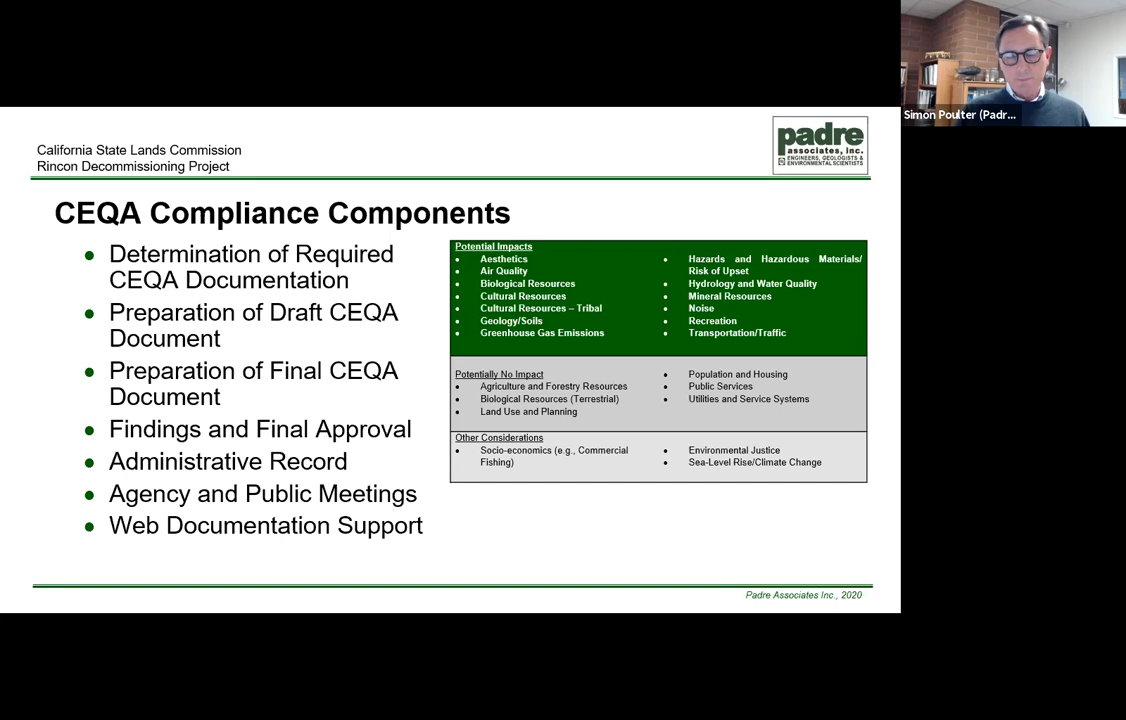 Simon Poulter (Padr...
California State Lands Commission
Rincon Decommissioning Project
padre
associates, inc.
ENGINEERS, GEOLOGISTS &
ENVIRONMENTAL SCIENTISTS
CEQA Compliance Components
• Determination of Required
CEQA Documentation
• Preparation of Draft CEQA
Document
• Preparation of Final CEQA
Document
• Findings and Final Approval
• Administrative Record
• Agency and Public Meetings
• Web Documentation Support
Potential Impacts
• Aesthetics
• Air Quality
• Biological Resources
• Cultural Resources
• Cultural Resources – Tribal
• Geology/Soils
• Greenhouse Gas Emissions
• Hazards and Hazardous Materials/
Risk of Upset
• Hydrology and Water Quality
• Mineral Resources
• Noise
• Recreation
• Transportation/Traffic
Potentially No Impact
• Agriculture and Forestry Resources
• Biological Resources (Terrestrial)
• Land Use and Planning
• Population and Housing
• Public Services
• Utilities and Service Systems
Other Considerations
• Socio-economics (e.g., Commercial
Fishing)
• Environmental Justice
• Sea-Level Rise/Climate Change
Padre Associates Inc., 2020